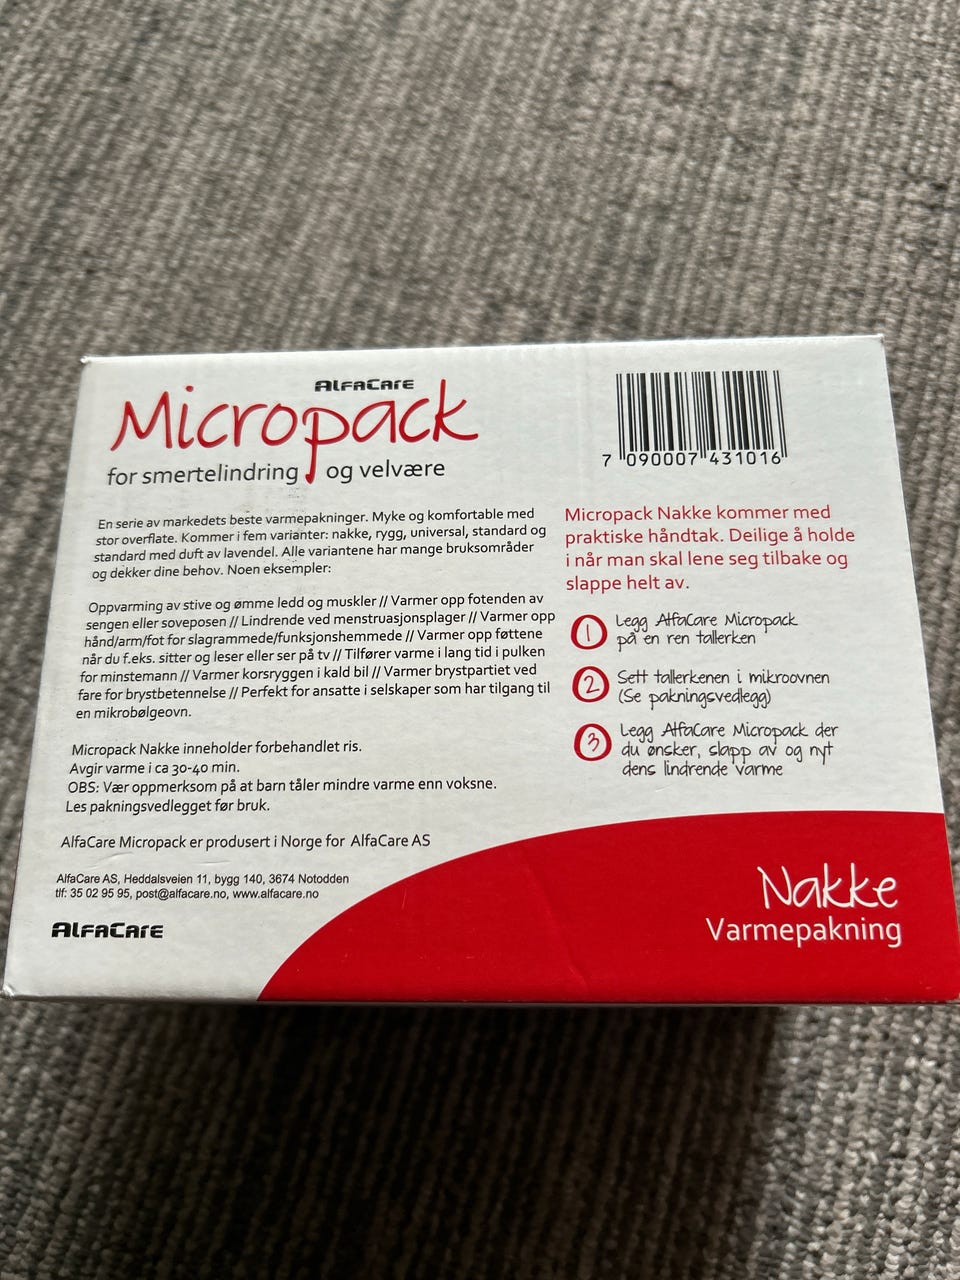 ALFACARE
Micropack
for smertelindring og velvære
7 090007 431016
En serie av markedets beste varmepakninger. Myke og komfortable med
stor overflate. Kommer i fem varianter: nakke, rygg, universal, standard og
standard med duft av lavendel. Alle variantene har mange bruksområder
og dekker dine behov. Noen eksempler:
Oppvarming av stive og ømme ledd og muskler // Varmer opp fotenden av
sengen eller soveposen // Lindrende ved menstruasjonsplager // Varmer opp
hånd/arm/fot for slagrammede/funksjonshemmede // Varmer opp føttene
når du f.eks. sitter og leser eller ser på tv // Tilfører varme i lang tid i pulken
for minstemann // Varmer korsryggen i kald bil // Varmer brystpartiet ved
fare for brystbetennelse // Perfekt for ansatte i selskaper som har tilgang til
en mikrobølgeovn.
Micropack Nakke inneholder forbehandlet ris.
Avgir varme i ca 30-40 min.
OBS: Vær oppmerksom på at barn tåler mindre varme enn voksne.
Les pakningsvedlegget før bruk.
AlfaCare Micropack er produsert i Norge for AlfaCare AS
AlfaCare AS, Heddalsveien 11, bygg 140, 3674 Notodden
tlf: 35 02 95 95, post@alfacare.no, www.alfacare.no
ALFACARE
Micropack Nakke kommer med
praktiske håndtak. Deilige å holde
i når man skal lene seg tilbake og
slappe helt av.
1 Legg AlfaCare Micropack
på en ren tallerken
2 Sett tallerkenen i mikroovnen
(Se pakningsvedlegg)
3 Legg AlfaCare Micropack der
du ønsker, slapp av og nyt
dens lindrende varme
Nakke
Varmepakning